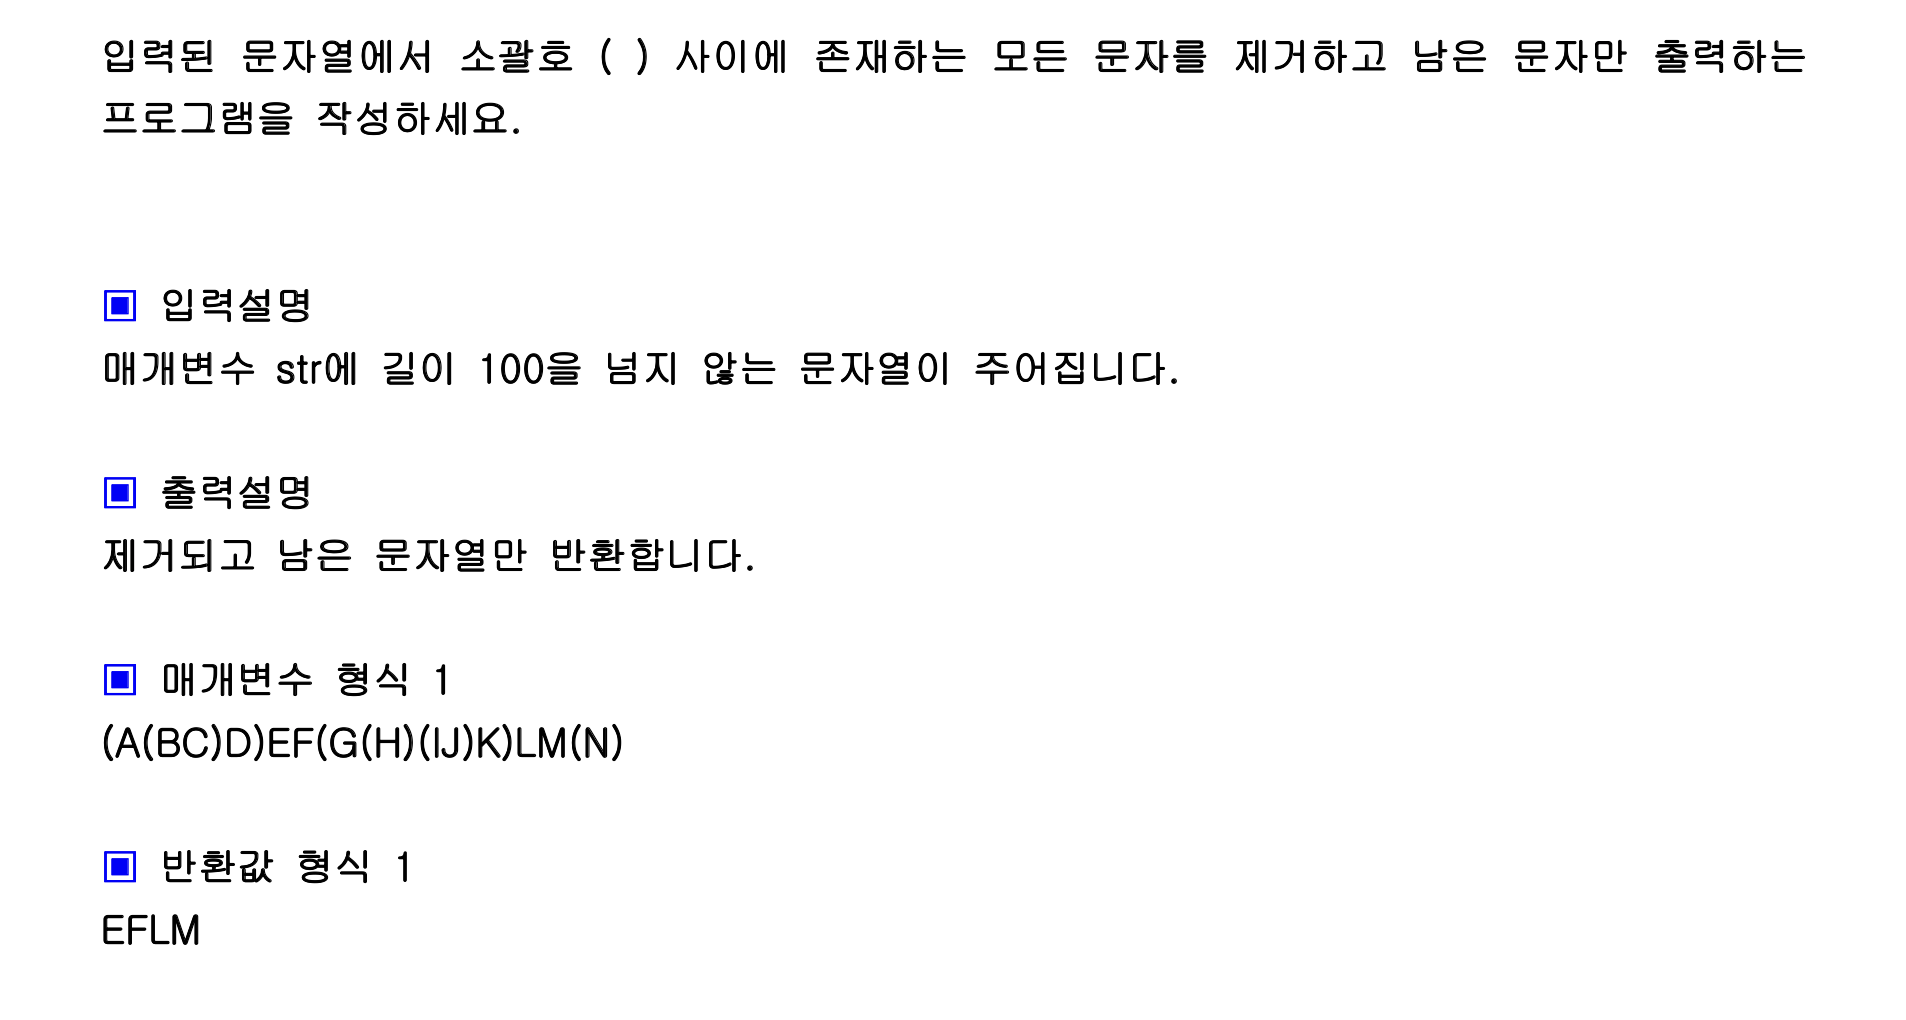 입력된 문자열에서 소괄호 ( ) 사이에 존재하는 모든 문자를 제거하고 남은 문자만 출력하는
프로그램을 작성하세요.
▣ 입력설명
매개변수 str에 길이 100을 넘지 않는 문자열이 주어집니다.
▣ 출력설명
제거되고 남은 문자열만 반환합니다.
▣ 매개변수 형식 1
(A(BC)D)EF(G(H)(IJ)K)LM(N)
▣ 반환값 형식 1
EFLM